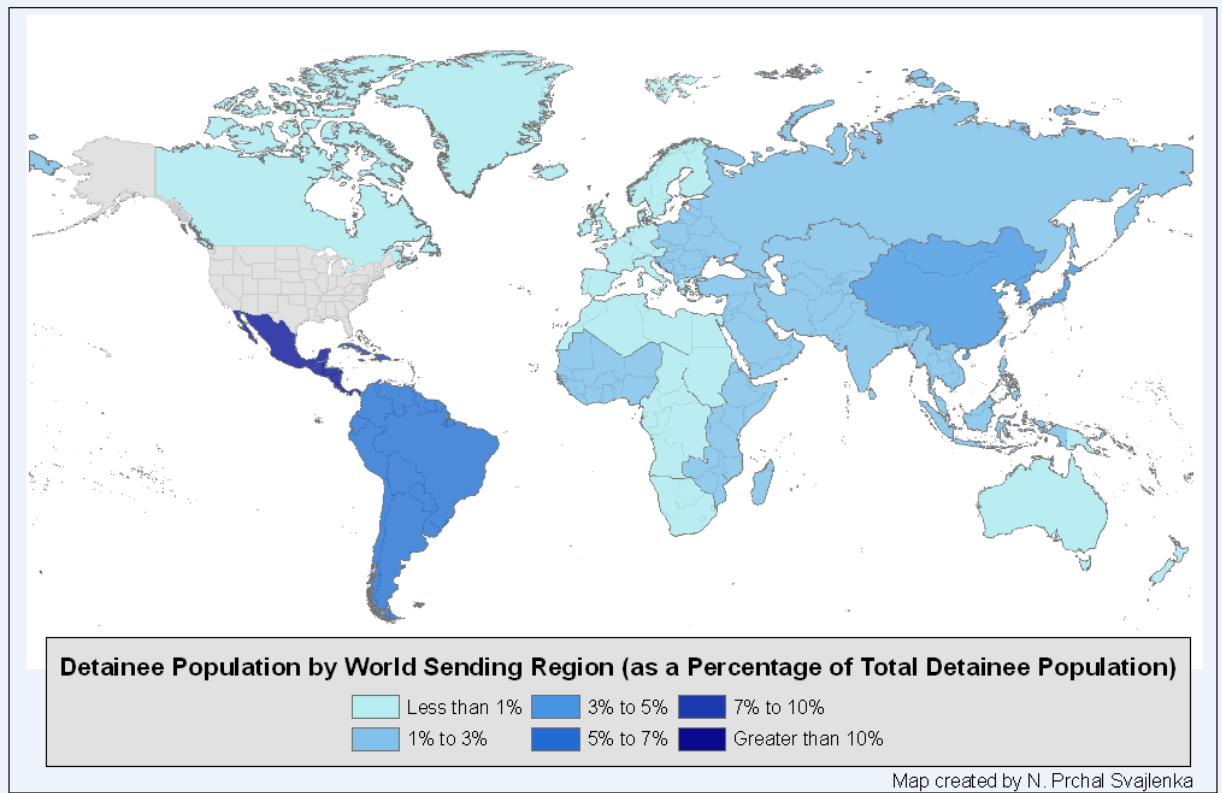 Detainee Population by World Sending Region (as a Percentage of Total Detainee Population)
Less than 1% 3% to 5% 7% to 10%
1% to 3% 5% to 7% Greater than 10%
Map created by N. Prchal Svajlenka